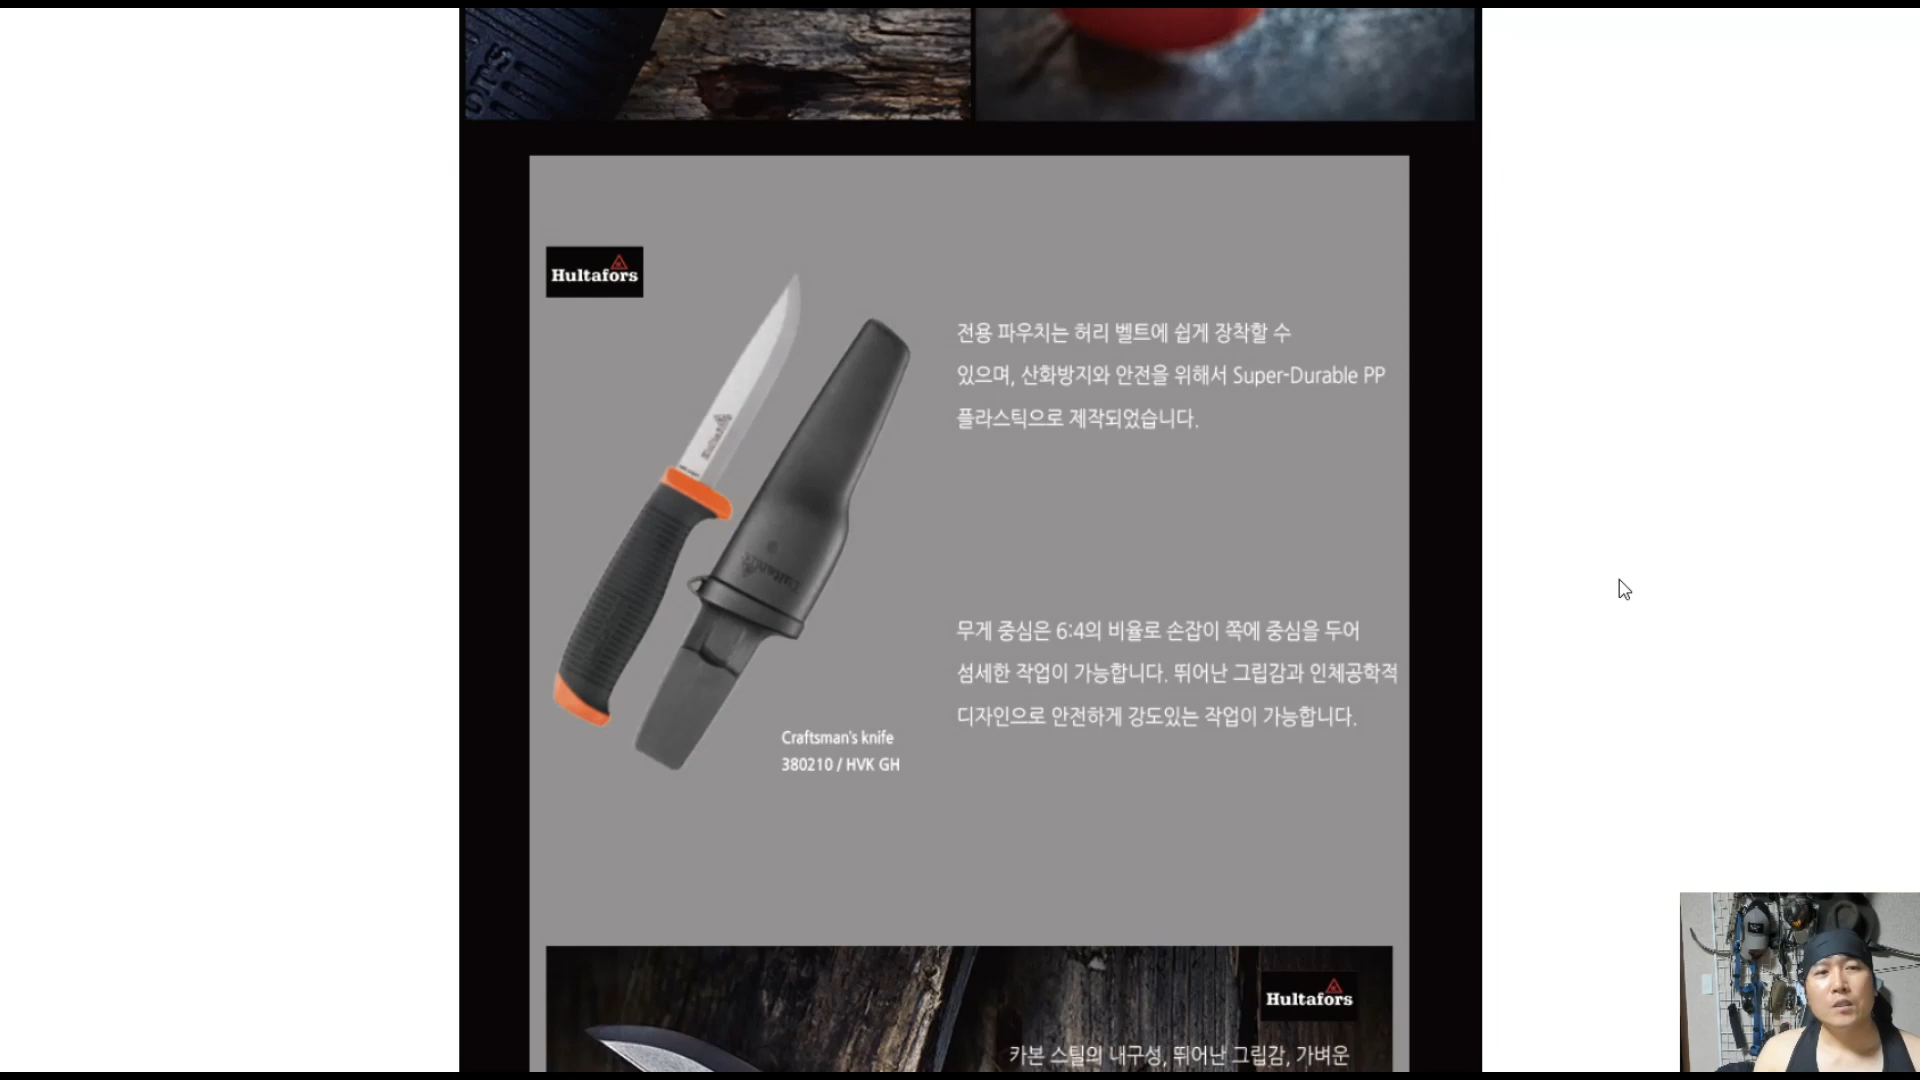 Hultafors
전용 파우치는 허리 벨트에 쉽게 장착할 수
있으며, 산화방지와 안전을 위해서 Super-Durable PP
플라스틱으로 제작되었습니다.
무게 중심은 6:4의 비율로 손잡이 쪽에 중심을 두어
섬세한 작업이 가능합니다. 뛰어난 그립감과 인체공학적
디자인으로 안전하게 강도있는 작업이 가능합니다.
Craftsman's knife
380210 / HVK GH
Hultafors
카본 스틸의 내구성, 뛰어난 그립감, 가벼운